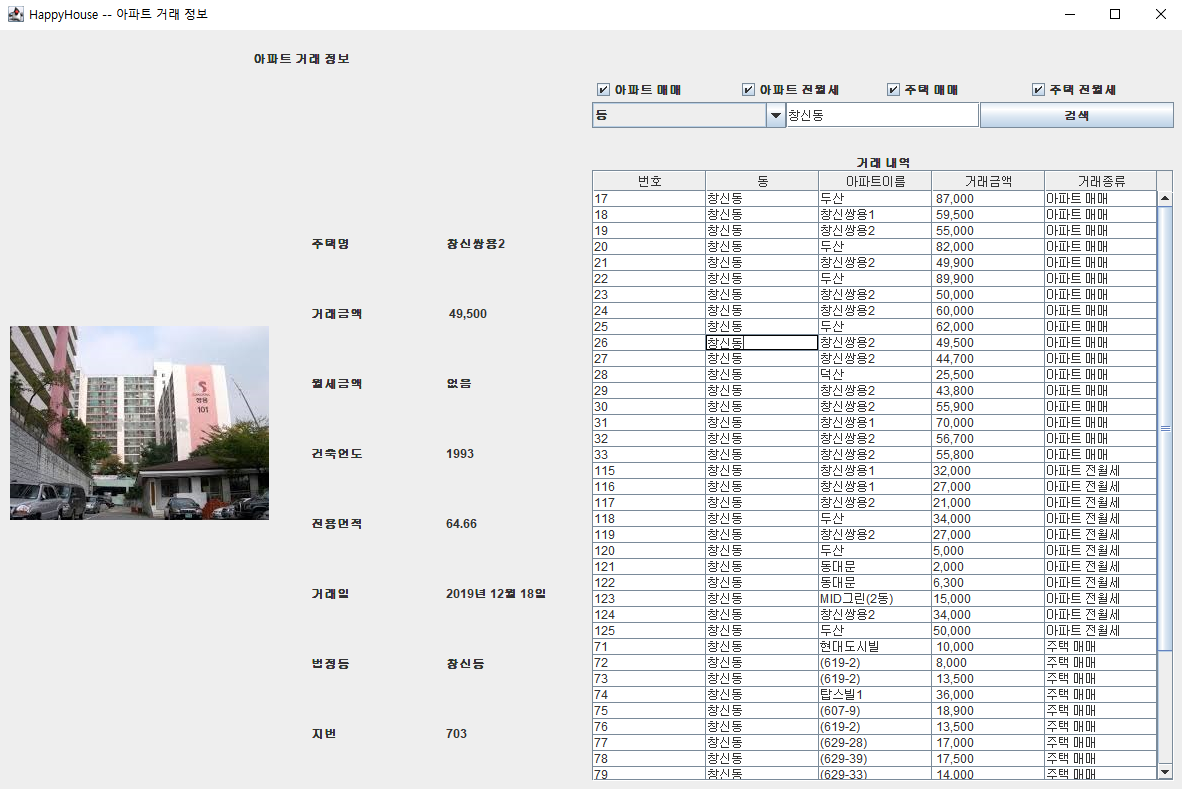 HappyHouse -- 아파트 거래 정보
아파트 거래 정보
아파트 매매 아파트 전월세 주택 매매 주택 전월세
동 창신동 검색
거래 내역
주택명 창신쌍용2
거래금액 49,500
월세금액 없음
건축연도 1993
전용면적 64.66
거래일 2019년 12월 18일
법정동 창신동
지번 703
101
번호 동 아파트이름 거래금액 거래종류
17 창신동 두산 87,000 아파트 매매
18 창신동 창신쌍용1 59,500 아파트 매매
19 창신동 창신쌍용2 55,000 아파트 매매
20 창신동 두산 82,000 아파트 매매
21 창신동 창신쌍용2 49,900 아파트 매매
22 창신동 두산 89,900 아파트 매매
23 창신동 창신쌍용2 50,000 아파트 매매
24 창신동 창신쌍용2 60,000 아파트 매매
25 창신동 두산 62,000 아파트 매매
26 창신동 창신쌍용2 49,500 아파트 매매
27 창신동 창신쌍용2 44,700 아파트 매매
28 창신동 덕산 25,500 아파트 매매
29 창신동 창신쌍용2 43,800 아파트 매매
30 창신동 창신쌍용2 55,900 아파트 매매
31 창신동 창신쌍용1 70,000 아파트 매매
32 창신동 창신쌍용2 56,700 아파트 매매
33 창신동 창신쌍용2 55,800 아파트 매매
115 창신동 창신쌍용1 32,000 아파트 전월세
116 창신동 창신쌍용1 27,000 아파트 전월세
117 창신동 창신쌍용2 21,000 아파트 전월세
118 창신동 두산 34,000 아파트 전월세
119 창신동 창신쌍용2 27,000 아파트 전월세
120 창신동 두산 5,000 아파트 전월세
121 창신동 동대문 2,000 아파트 전월세
122 창신동 동대문 6,300 아파트 전월세
123 창신동 MID그린(2동) 15,000 아파트 전월세
124 창신동 창신쌍용2 34,000 아파트 전월세
125 창신동 두산 50,000 아파트 전월세
71 창신동 현대도시빌 10,000 주택 매매
72 창신동 (619-2) 8,000 주택 매매
73 창신동 (619-2) 13,500 주택 매매
74 창신동 탑스빌1 36,000 주택 매매
75 창신동 (607-9) 18,900 주택 매매
76 창신동 (619-2) 13,500 주택 매매
77 창신동 (629-28) 17,000 주택 매매
78 창신동 (629-39) 17,500 주택 매매
79 창신동 (629-33) 14,000 주택 매매